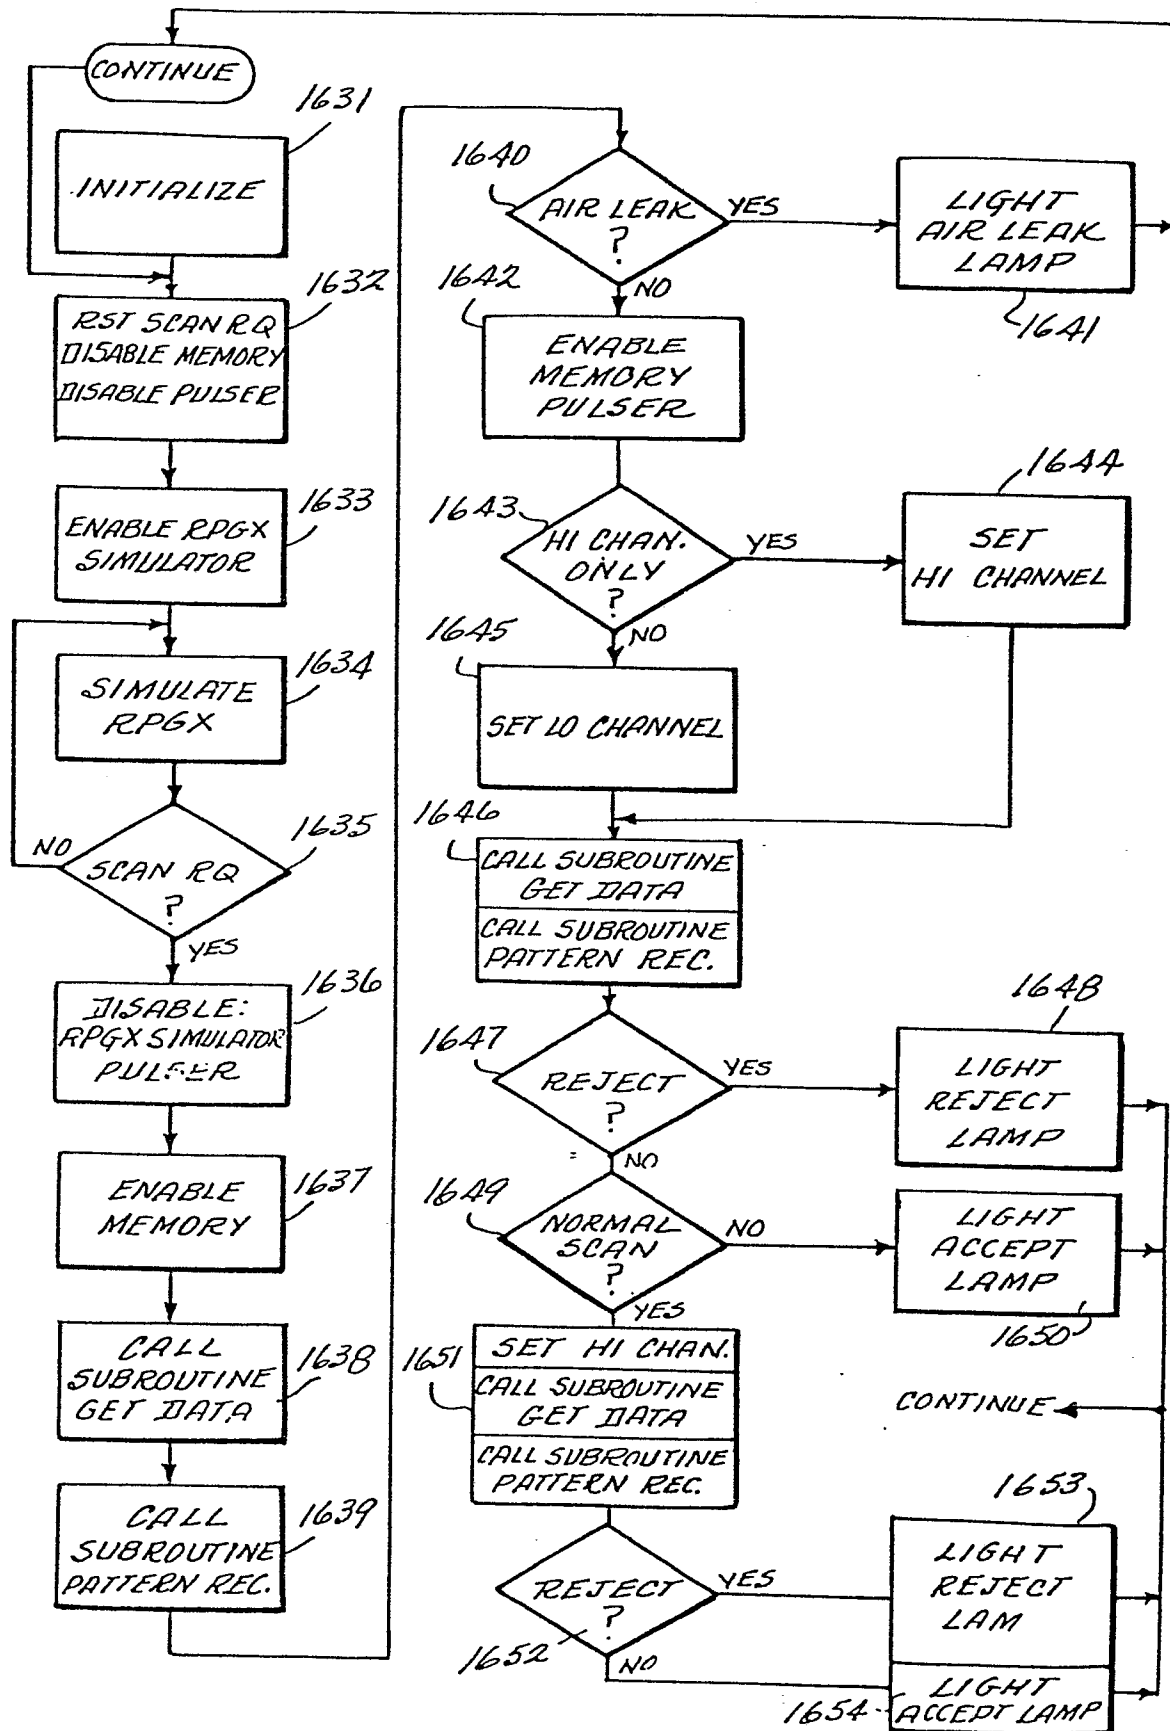 CONTINUE
1631
INITIALIZE
1632
RST SCAN RQ
DISABLE MEMORY
DISABLE PULSER
1633
ENABLE RPGX
SIMULATOR
1634
SIMULATE
RPGX
1635
NO
SCAN RQ
?
YES
1636
DISABLE:
RPGX SIMULATOR
PULSER
1637
ENABLE
MEMORY
1638
CALL
SUBROUTINE
GET DATA
1639
CALL
SUBROUTINE
PATTERN REC.
1640
AIR LEAK
?
YES
NO
LIGHT
AIR LEAK
LAMP
1641
1642
ENABLE
MEMORY
PULSER
1643
HI CHAN.
ONLY
?
YES
NO
1644
SET
HI CHANNEL
1645
SET LO CHANNEL
1646
CALL SUBROUTINE
GET DATA
CALL SUBROUTINE
PATTERN REC.
1647
REJECT
?
YES
NO
1648
LIGHT
REJECT
LAMP
1649
NORMAL
SCAN
?
NO
YES
LIGHT
ACCEPT
LAMP
1650
1651
SET HI CHAN.
CALL SUBROUTINE
GET DATA
CALL SUBROUTINE
PATTERN REC.
CONTINUE
1652
REJECT
?
YES
NO
1653
LIGHT
REJECT
LAM
1654
LIGHT
ACCEPT LAMP